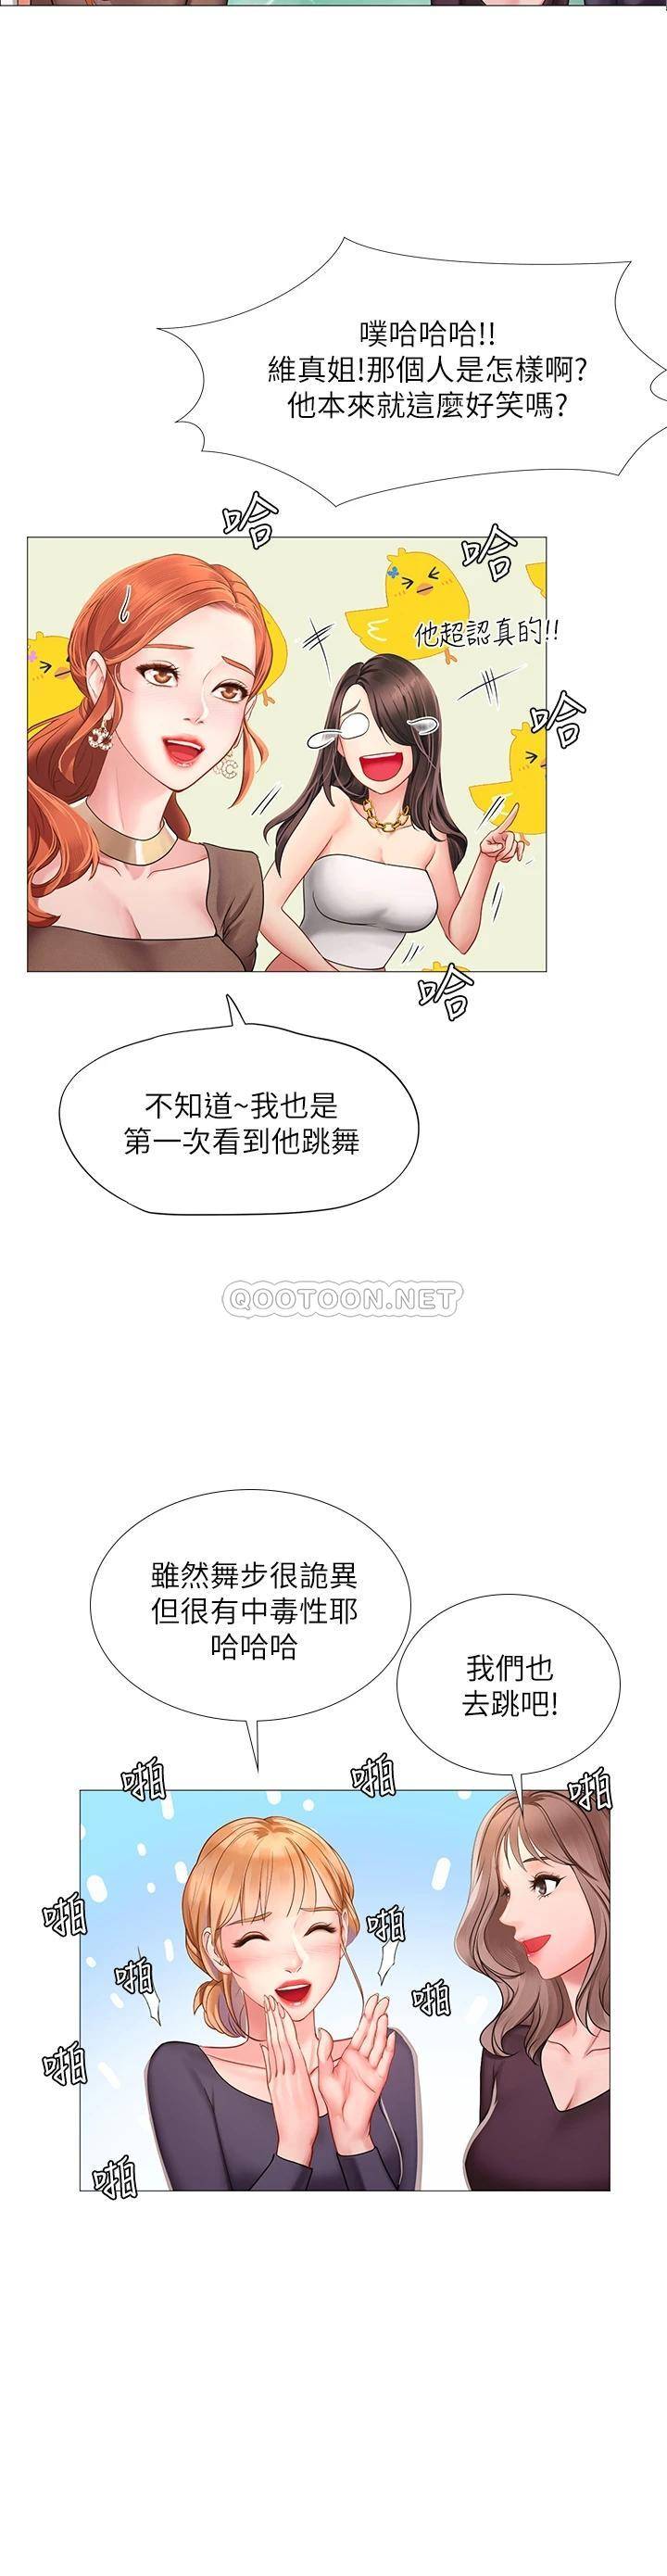 噗哈哈哈!!
維真姐!那個人是怎樣啊?
他本來就這麼好笑嗎?
哈
哈
他超認真的!!
哈
哈
不知道~我也是
第一次看到他跳舞
QOOTOON.NET
雖然舞步很詭異
但很有中毒性耶
哈哈哈
我們也
去跳吧!
啪
啪
啪
啪
啪
啪
啪
啪
啪